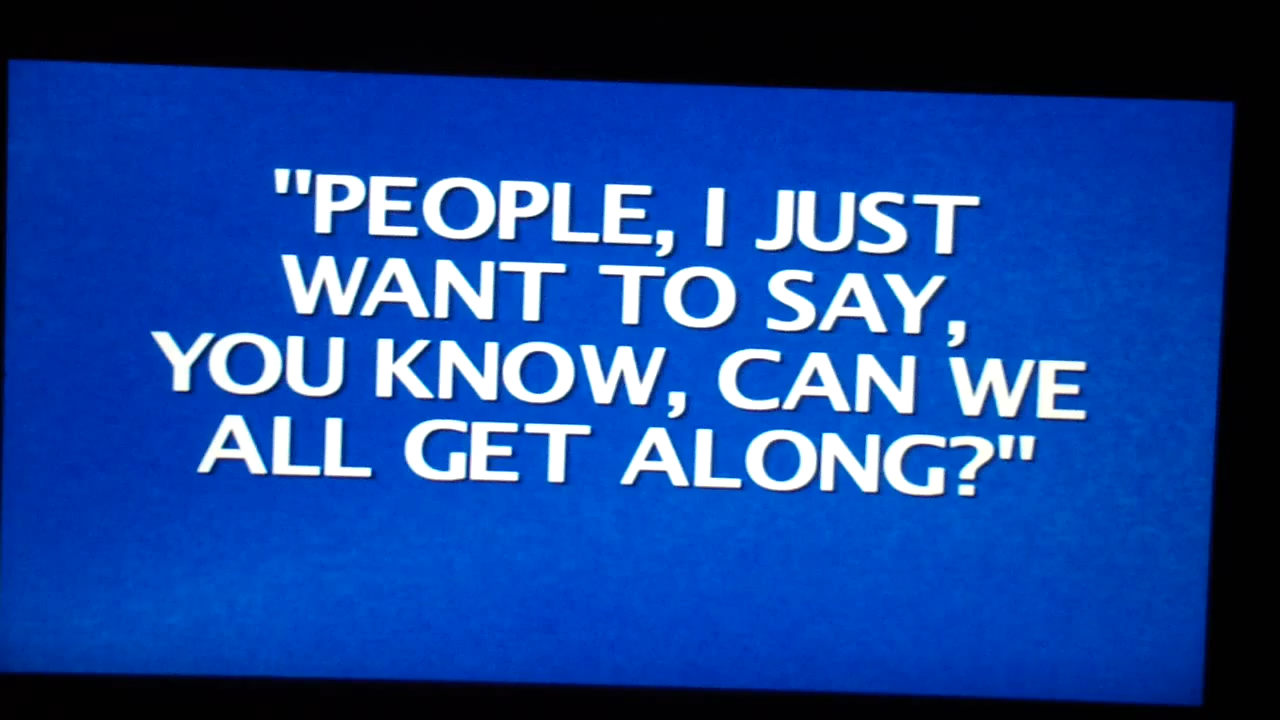 "PEOPLE, I JUST
WANT TO SAY,
YOU KNOW, CAN WE
ALL GET ALONG?"